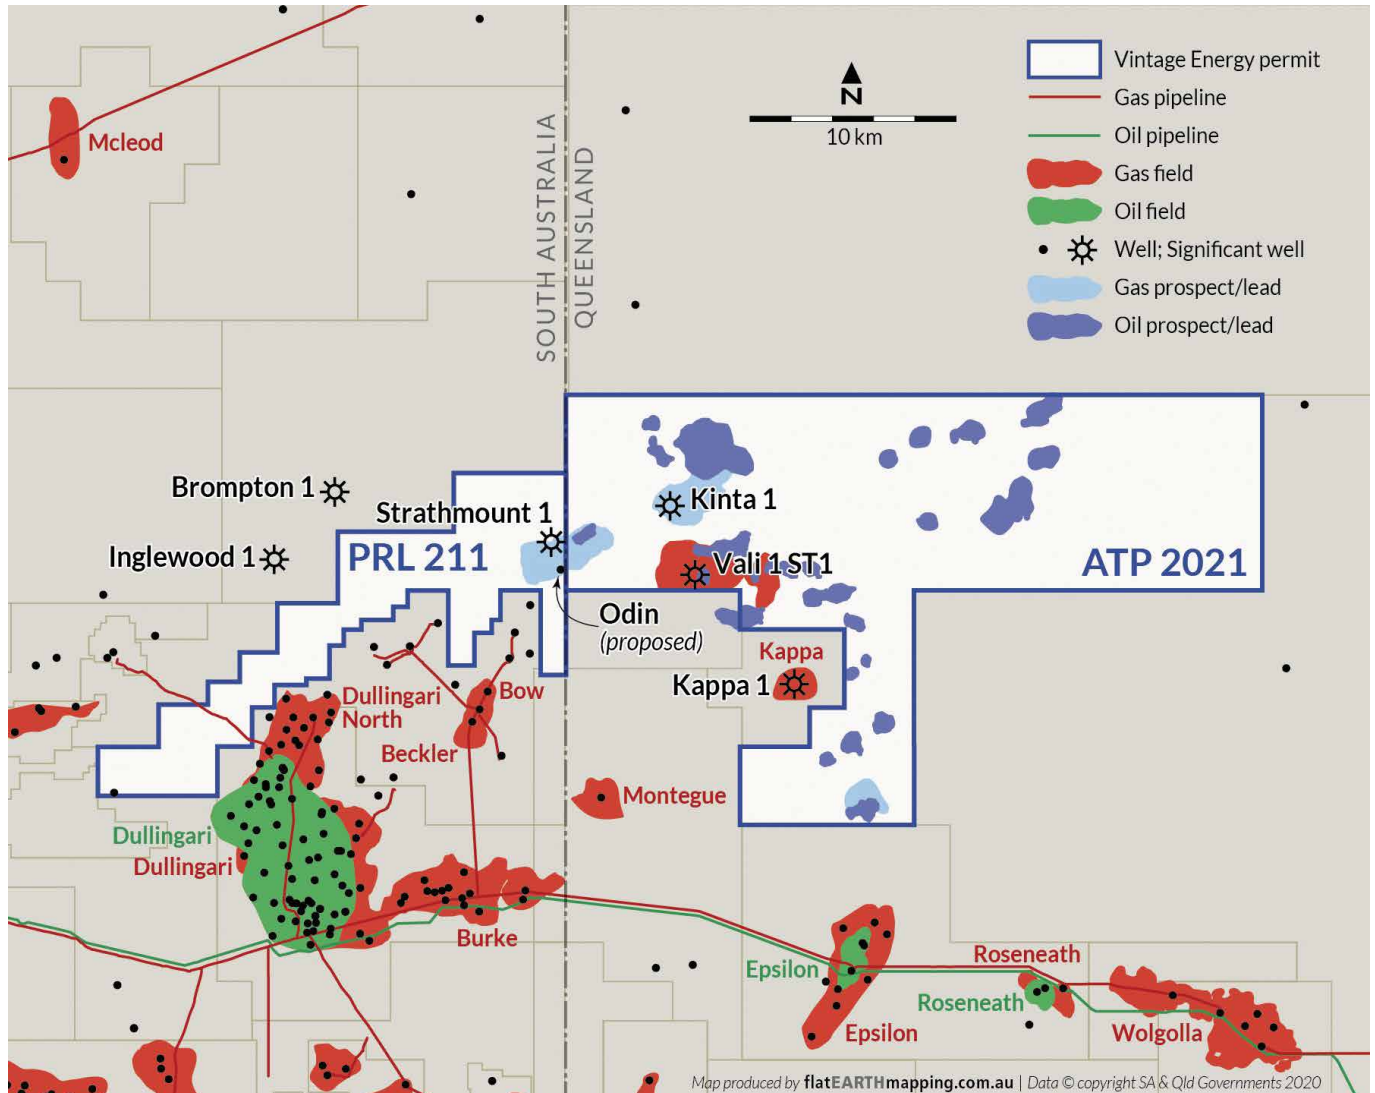 Vintage Energy permit
Gas pipeline
Oil pipeline
Gas field
Oil field
Well; Significant well
Gas prospect/lead
Oil prospect/lead
N
10 km
SOUTH AUSTRALIA
QUEENSLAND
Mcleod
Brompton 1
Strathmount 1
Kinta 1
Inglewood 1
PRL 211
Vali 1 ST1
ATP 2021
Odin
(proposed)
Kappa
Kappa 1
Dullingari
North
Bow
Beckler
Montegue
Dullingari
Dullingari
Burke
Epsilon
Roseneath
Roseneath
Epsilon
Wolgolla
Map produced by flatEARTHmapping.com.au | Data © copyright SA & Qld Governments 2020